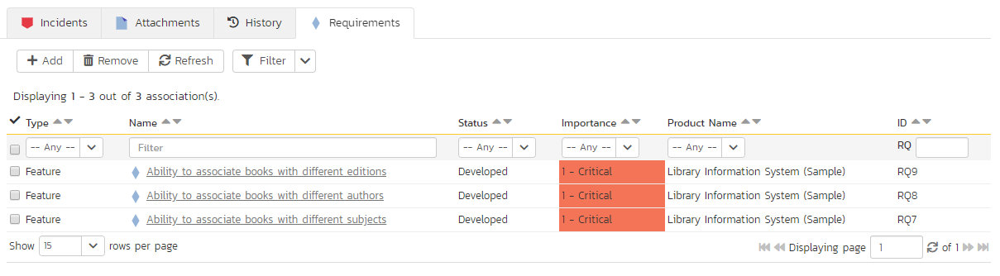 Incidents Attachments History Requirements
Add Remove Refresh Filter
Displaying 1 - 3 out of 3 association(s).
Type Name Status Importance Product Name ID
-- Any -- Filter -- Any -- -- Any -- -- Any -- RQ
Feature Ability to associate books with different editions Developed 1 - Critical Library Information System (Sample) RQ9
Feature Ability to associate books with different authors Developed 1 - Critical Library Information System (Sample) RQ8
Feature Ability to associate books with different subjects Developed 1 - Critical Library Information System (Sample) RQ7
Show 15 rows per page Displaying page 1 of 1